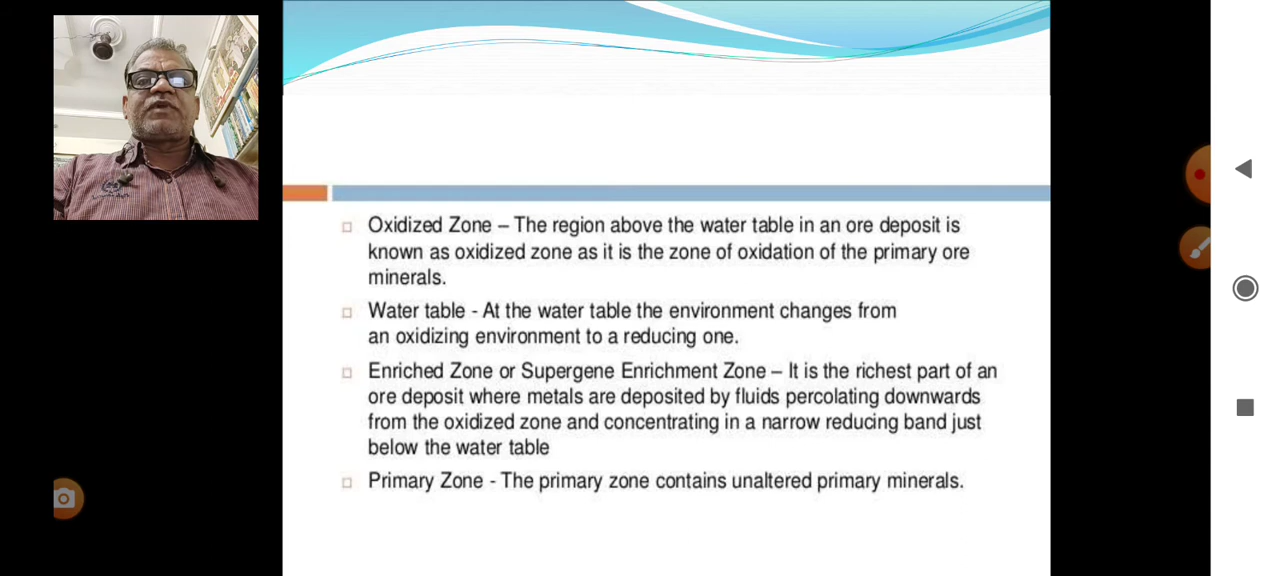 Oxidized Zone – The region above the water table in an ore deposit is
known as oxidized zone as it is the zone of oxidation of the primary ore
minerals.
Water table - At the water table the environment changes from
an oxidizing environment to a reducing one.
Enriched Zone or Supergene Enrichment Zone – It is the richest part of an
ore deposit where metals are deposited by fluids percolating downwards
from the oxidized zone and concentrating in a narrow reducing band just
below the water table
Primary Zone - The primary zone contains unaltered primary minerals.